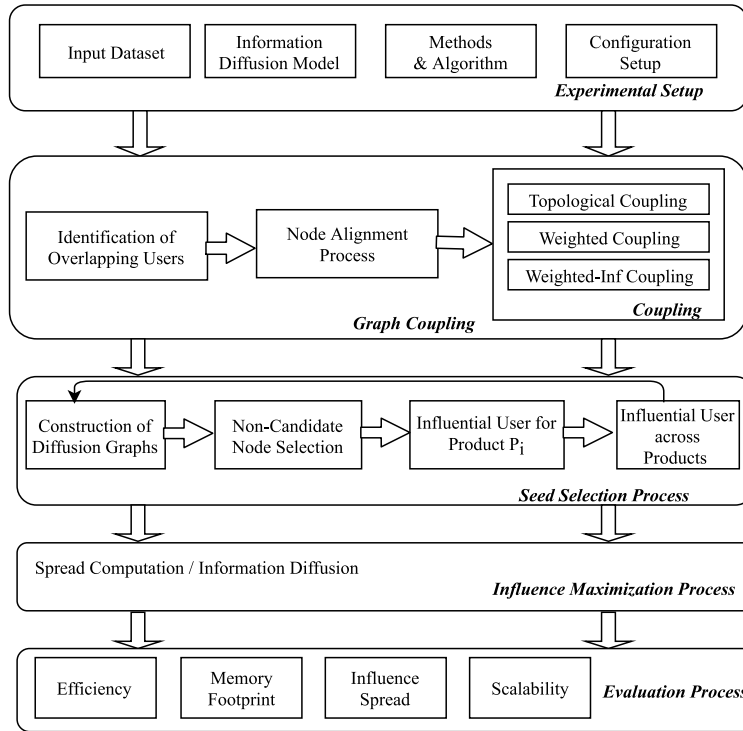 Input Dataset
Information
Diffusion Model
Methods
& Algorithm
Configuration
Setup
Experimental Setup
Identification of
Overlapping Users
Node Alignment
Process
Topological Coupling
Weighted Coupling
Weighted-Inf Coupling
Coupling
Graph Coupling
Construction of
Diffusion Graphs
Non-Candidate
Node Selection
Influential User for
Product Pi
Influential User
across
Products
Seed Selection Process
Spread Computation / Information Diffusion
Influence Maximization Process
Efficiency
Memory
Footprint
Influence
Spread
Scalability
Evaluation Process